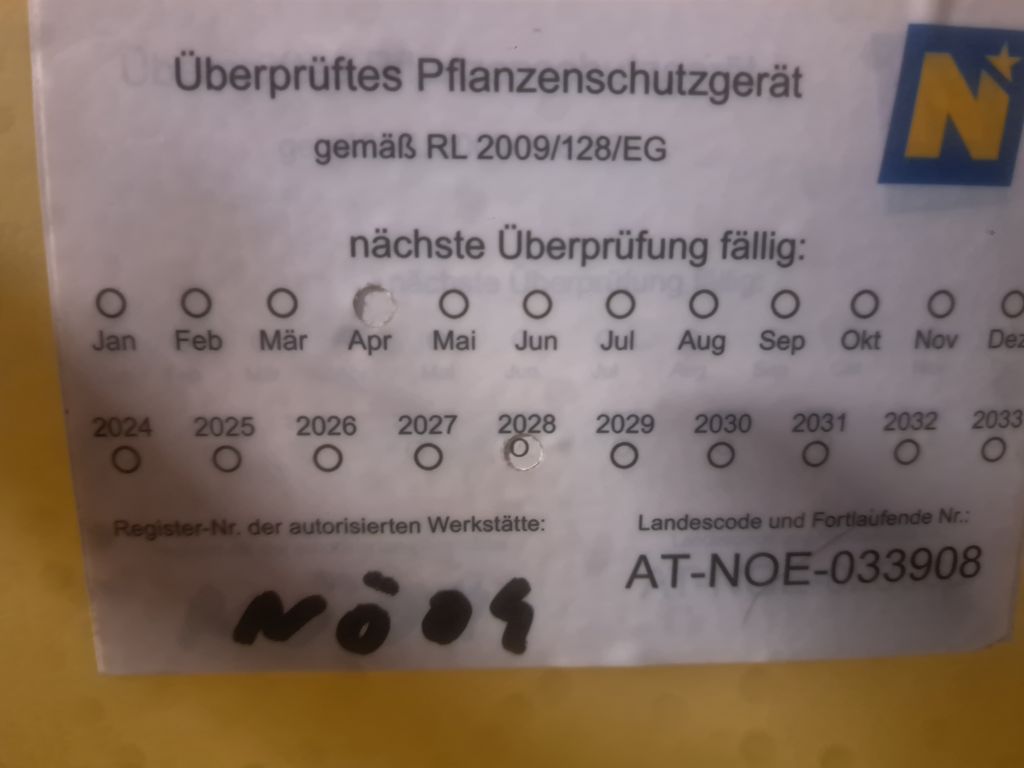 Überprüftes Pflanzenschutzgerät
N
gemäß RL 2009/128/EG
nächste Überprüfung fällig:
Jan Feb Mär Apr Mai Jun Jul Aug Sep Okt Nov Dez
2024 2025 2026 2027 2028 2029 2030 2031 2032 2033
Register-Nr. der autorisierten Werkstätte: Landescode und Fortlaufende Nr.:
AT-NOE-033908
NÖ09